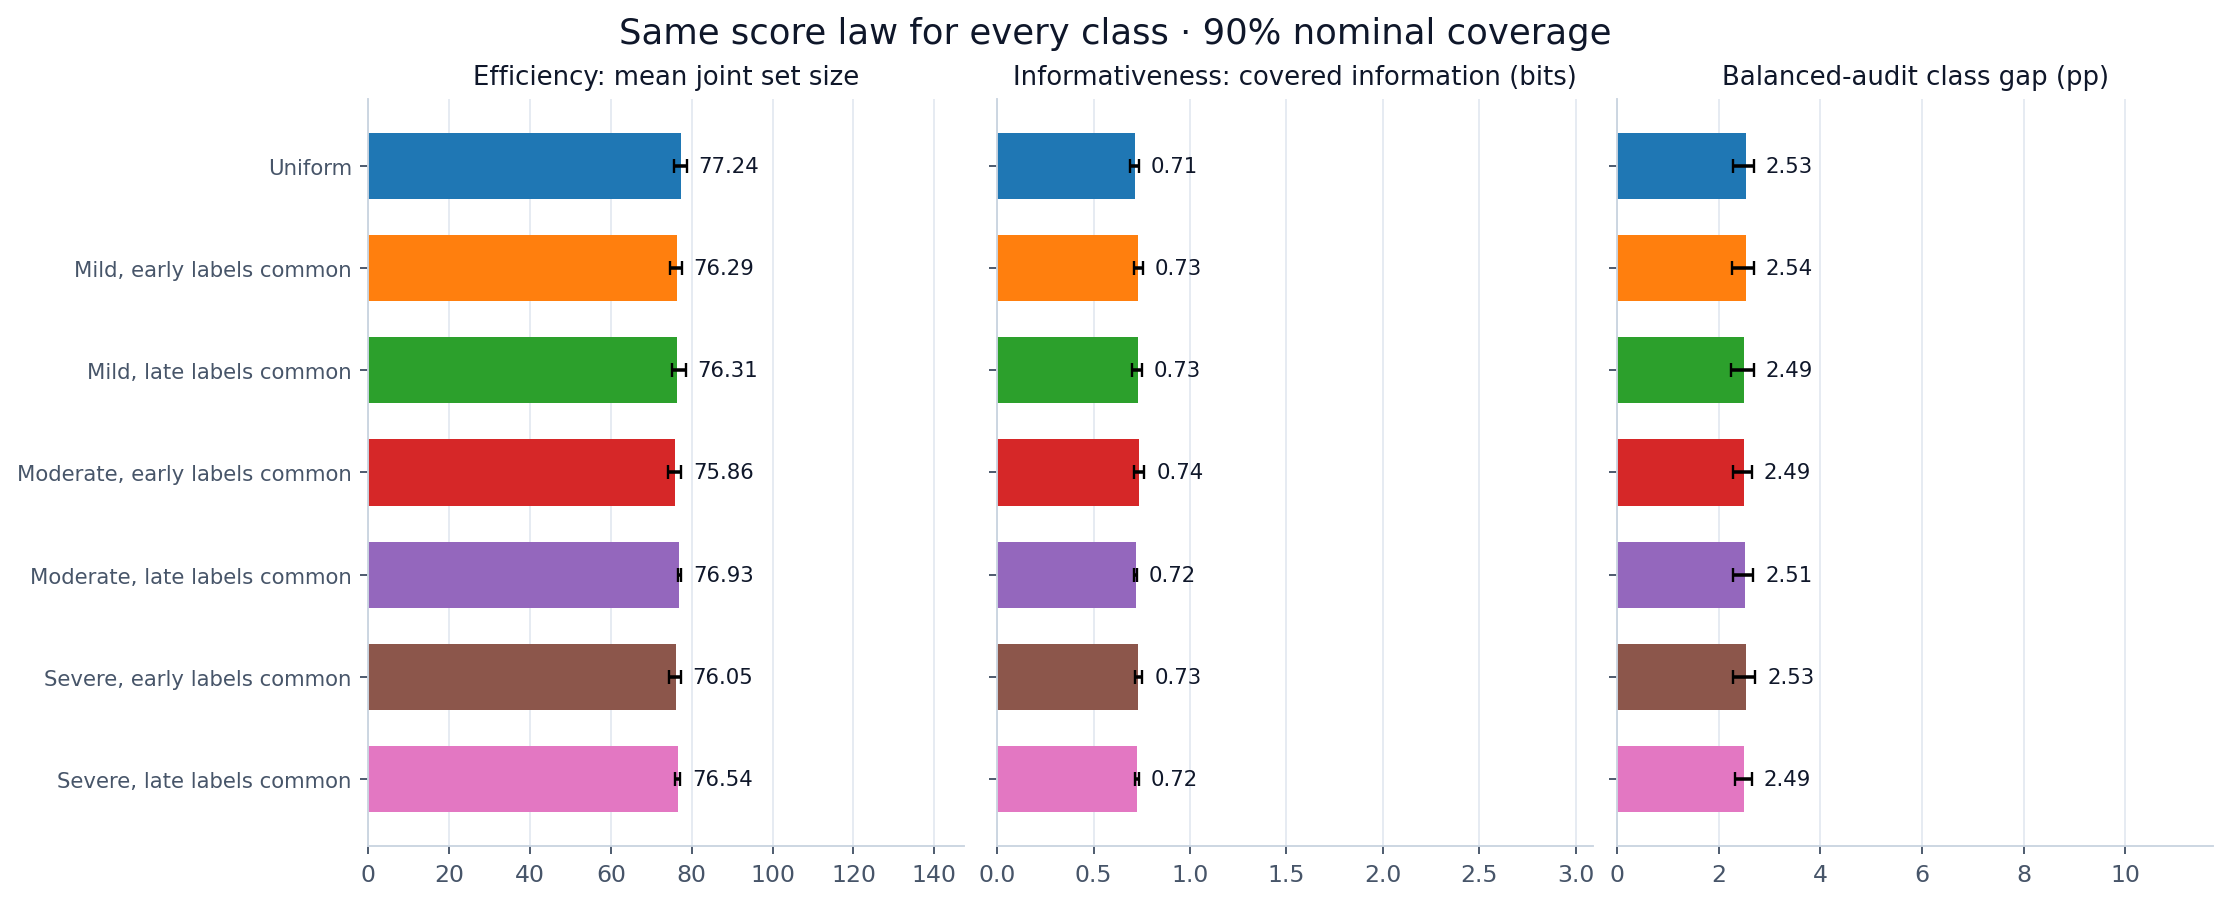 Same score law for every class · 90% nominal coverage
Efficiency: mean joint set size
Informativeness: covered information (bits)
Balanced-audit class gap (pp)
Uniform 77.24 0.71 2.53
Mild, early labels common 76.29 0.73 2.54
Mild, late labels common 76.31 0.73 2.49
Moderate, early labels common 75.86 0.74 2.49
Moderate, late labels common 76.93 0.72 2.51
Severe, early labels common 76.05 0.73 2.53
Severe, late labels common 76.54 0.72 2.49
0 20 40 60 80 100 120 140
0.0 0.5 1.0 1.5 2.0 2.5 3.0
0 2 4 6 8 10